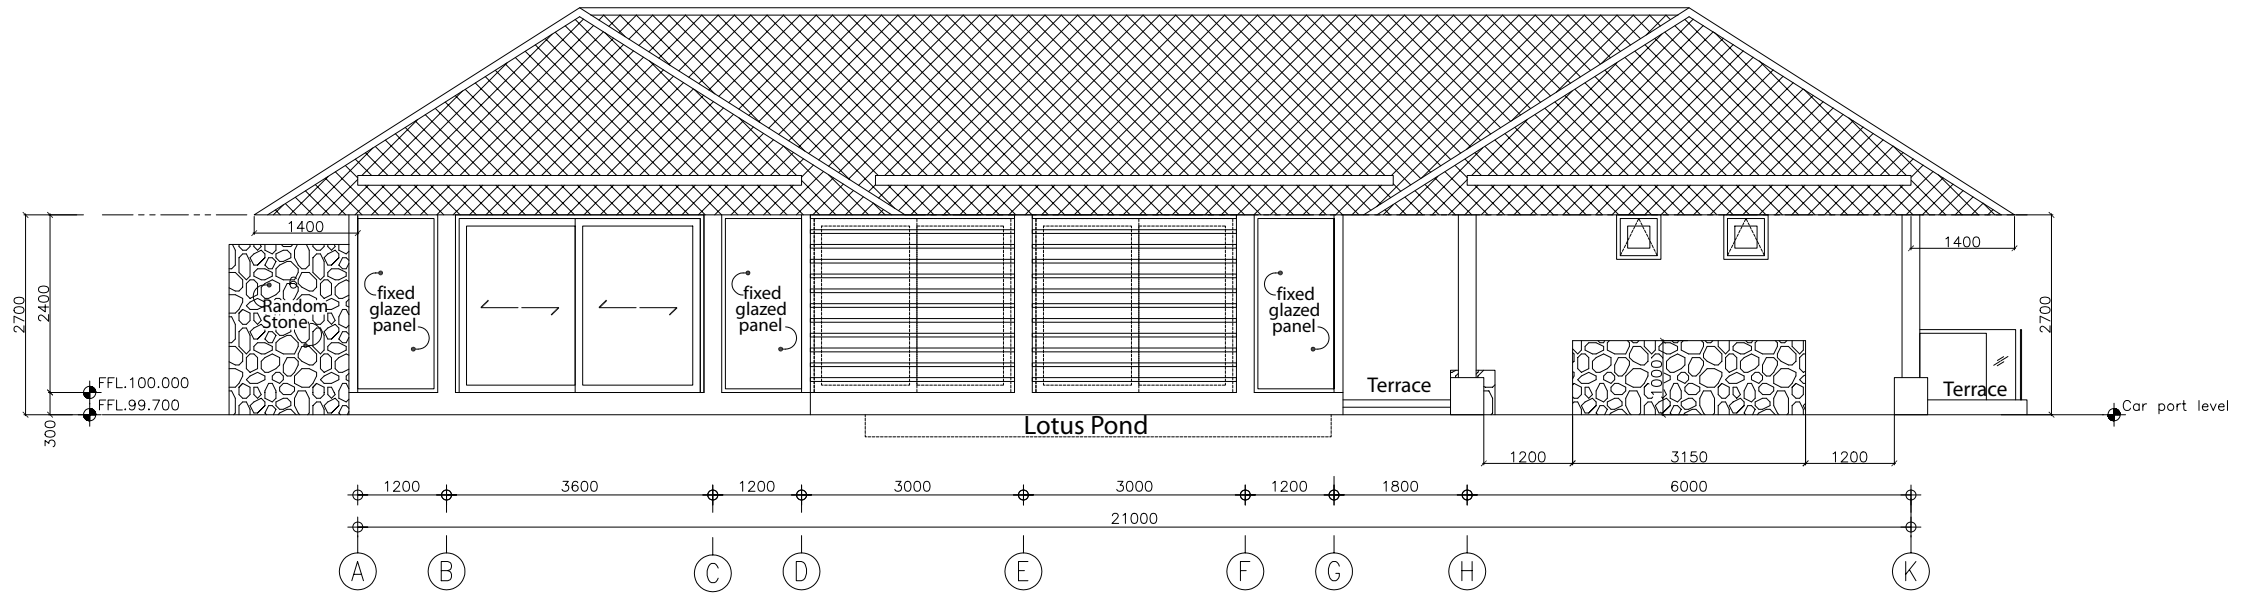 1400
1400
2700
2400
300
FFL.100.000
FFL.99.700
6
Random
Stone
fixed
glazed
panel
fixed
glazed
panel
fixed
glazed
panel
Terrace
1000
Terrace
2700
Car port level
Lotus Pond
1200
3150
1200
1200
3600
1200
3000
3000
1200
1800
6000
21000
A
B
C
D
E
F
G
H
K